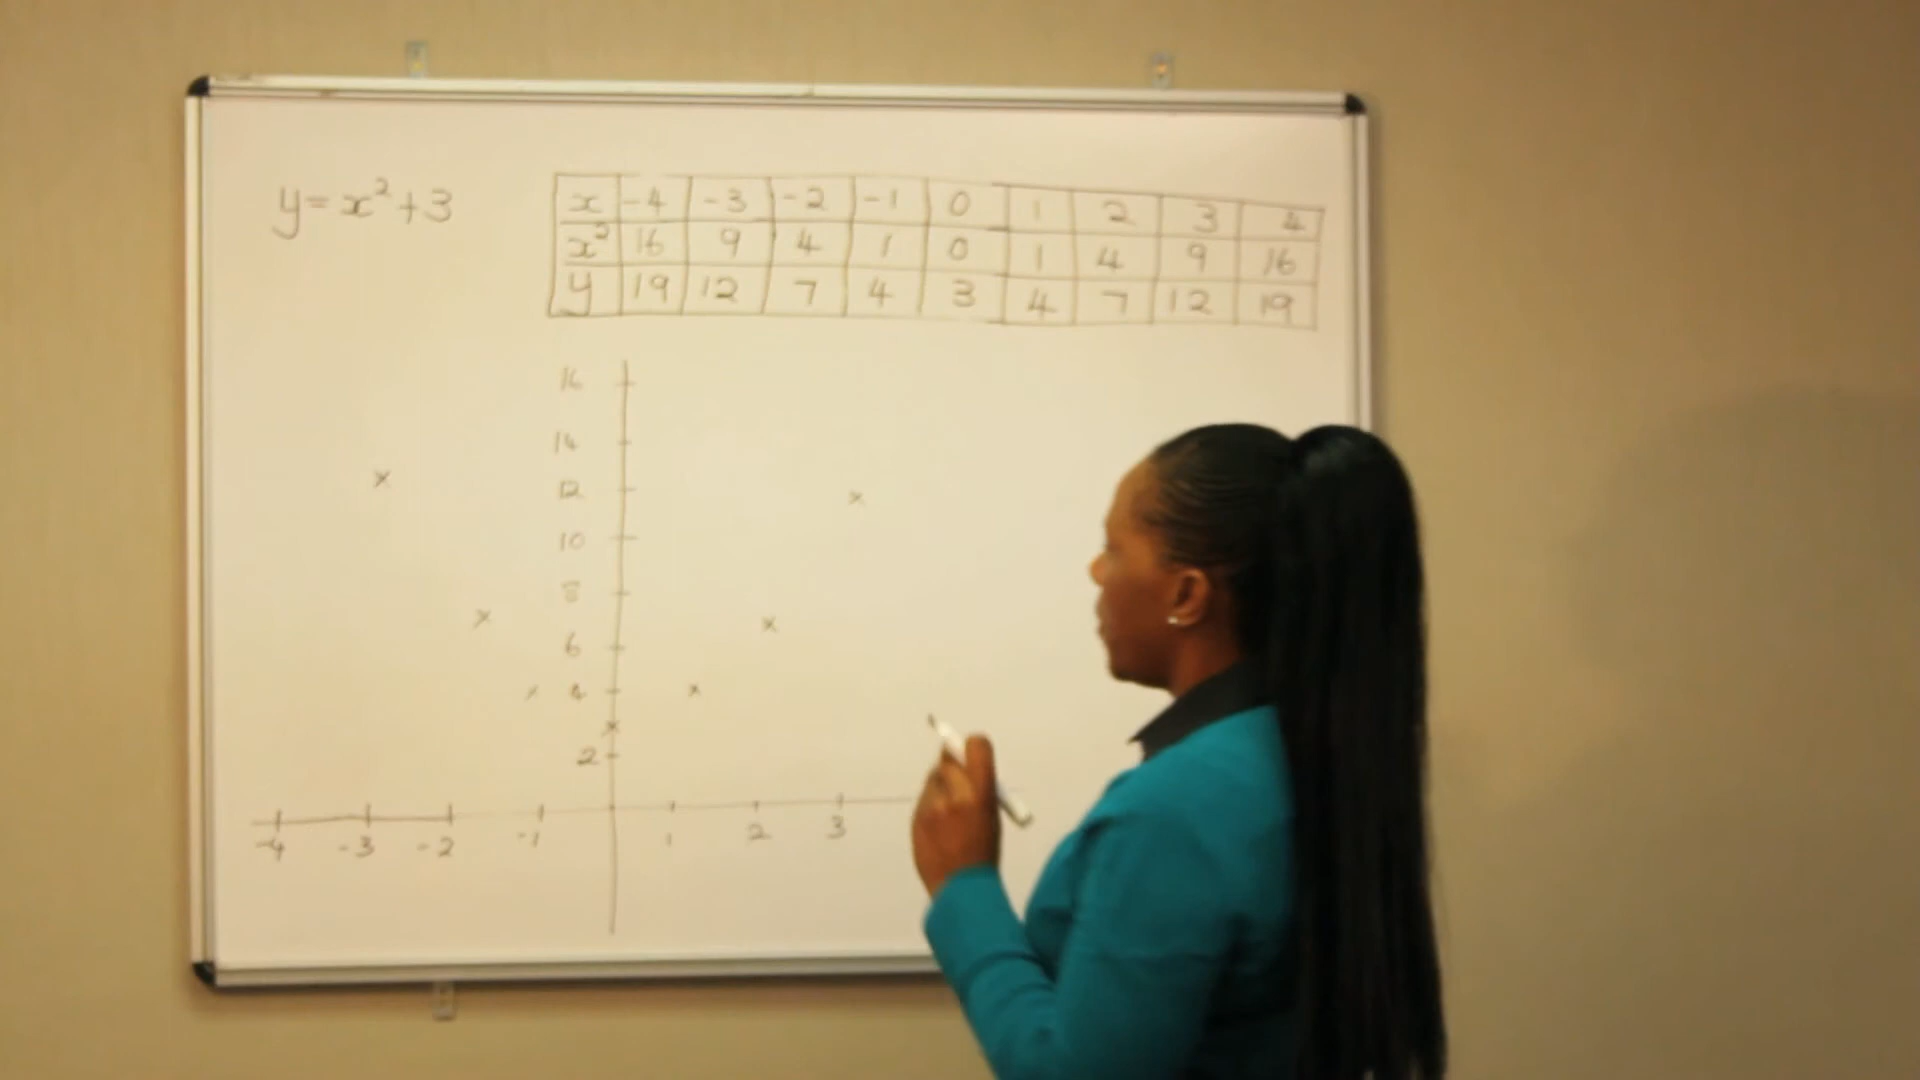 y = x² + 3
x -4 -3 -2 -1 0 1 2 3 4
x² 16 9 4 1 0 1 4 9 16
y 19 12 7 4 3 4 7 12 19
16
14
12
10
8
6
4
2
-4 -3 -2 -1 1 2 3